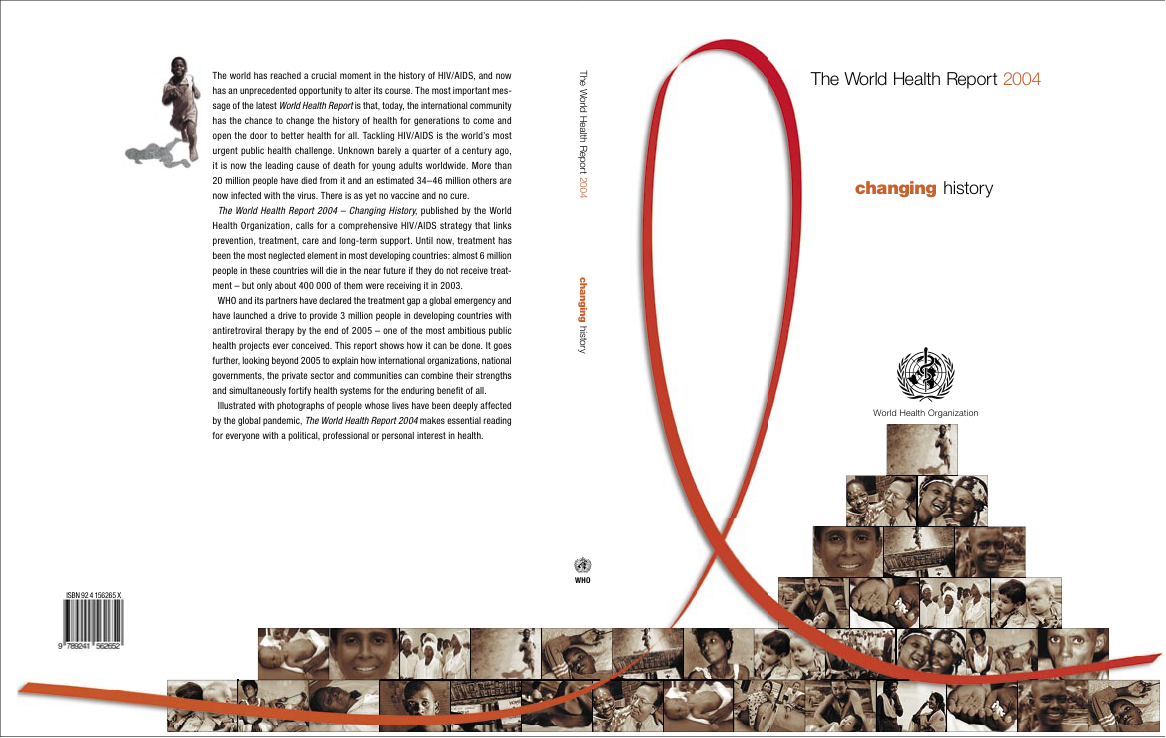 The world has reached a crucial moment in the history of HIV/AIDS, and now
has an unprecedented opportunity to alter its course. The most important mes-
sage of the latest World Health Report is that, today, the international community
has the chance to change the history of health for generations to come and
open the door to better health for all. Tackling HIV/AIDS is the world's most
urgent public health challenge. Unknown barely a quarter of a century ago,
it is now the leading cause of death for young adults worldwide. More than
20 million people have died from it and an estimated 34–46 million others are
now infected with the virus. There is as yet no vaccine and no cure.
The World Health Report 2004 – Changing History, published by the World
Health Organization, calls for a comprehensive HIV/AIDS strategy that links
prevention, treatment, care and long-term support. Until now, treatment has
been the most neglected element in most developing countries: almost 6 million
people in these countries will die in the near future if they do not receive treat-
ment – but only about 400 000 of them were receiving it in 2003.
WHO and its partners have declared the treatment gap a global emergency and
have launched a drive to provide 3 million people in developing countries with
antiretroviral therapy by the end of 2005 – one of the most ambitious public
health projects ever conceived. This report shows how it can be done. It goes
further, looking beyond 2005 to explain how international organizations, national
governments, the private sector and communities can combine their strengths
and simultaneously fortify health systems for the enduring benefit of all.
Illustrated with photographs of people whose lives have been deeply affected
by the global pandemic, The World Health Report 2004 makes essential reading
for everyone with a political, professional or personal interest in health.
ISBN 92 4 156265 X
9 789241 562652
The World Health Report 2004
changing history
WHO
The World Health Report 2004
changing history
World Health Organization